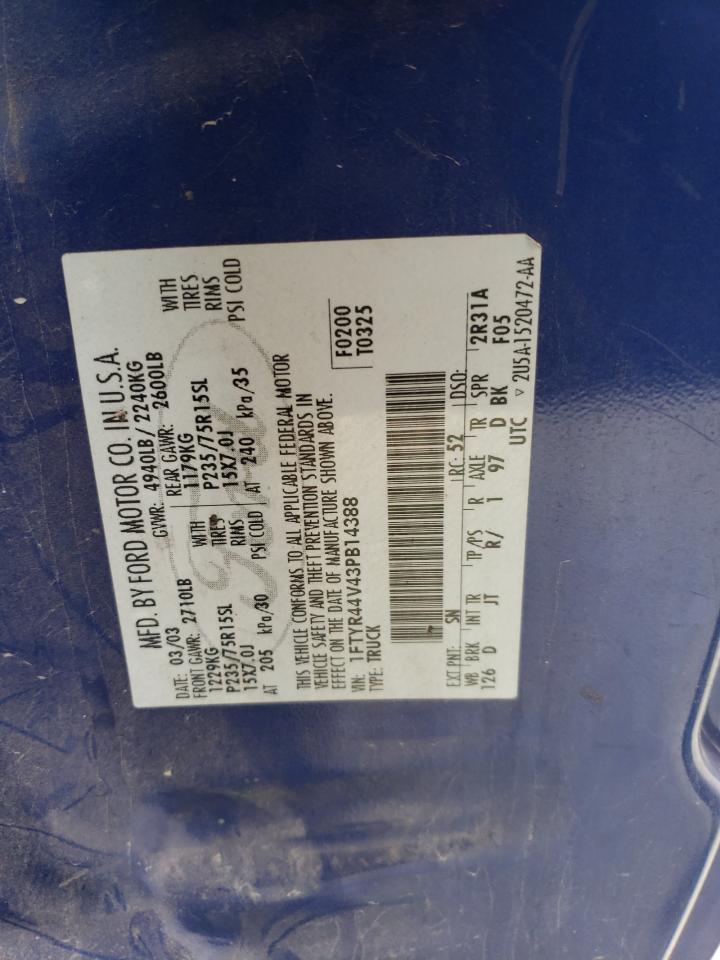 MFD. BY FORD MOTOR CO. IN U.S.A.
DATE: 03/03 GVWR: 4940LB / 2240KG
FRONT GAWR: 2710LB REAR GAWR: 2600LB
1229KG WITH 1179KG WITH
P235/75R15SL TIRES P235/75R15SL TIRES
15X7.0J RIMS 15X7.0J RIMS
AT 205 kPa/30 PSI COLD AT 240 kPa/35 PSI COLD
THIS VEHICLE CONFORMS TO ALL APPLICABLE FEDERAL MOTOR
VEHICLE SAFETY AND THEFT PREVENTION STANDARDS IN
EFFECT ON THE DATE OF MANUFACTURE SHOWN ABOVE.
VIN: 1FTYR44V43PB14388 F0200
TYPE: TRUCK T0325
EXT PNT: SN RC: 52 DSO:
WB BRK INT TR TP/PS R AXLE TR SPR 2R31A
126 D JT R/ 1 97 D BK F05
UTC ▽ 2U5A-1520472-AA